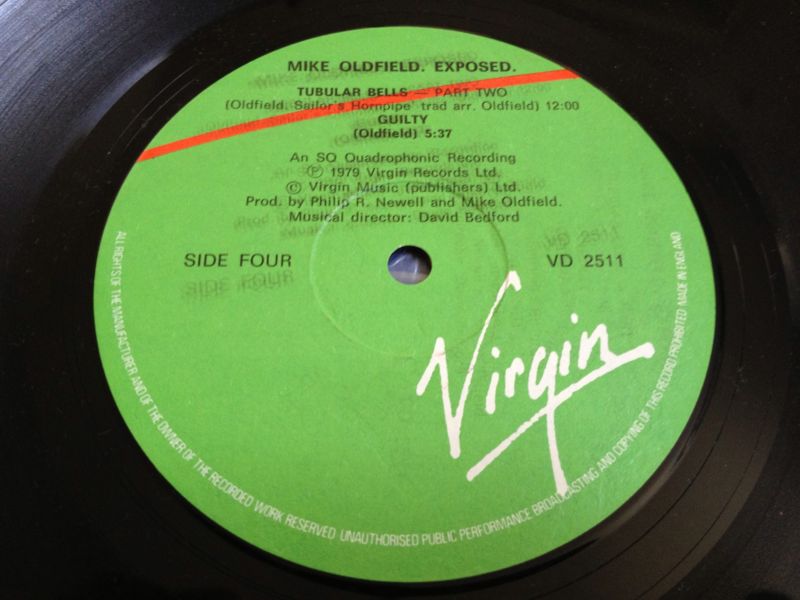 MIKE OLDFIELD. EXPOSED.
TUBULAR BELLS — PART TWO
(Oldfield. Sailor's Hornpipe' trad arr. Oldfield) 12:00
GUILTY
(Oldfield) 5:37
An SQ Quadrophonic Recording
Ⓟ 1979 Virgin Records Ltd.
© Virgin Music (publishers) Ltd.
Prod. by Philip R. Newell and Mike Oldfield.
Musical director: David Bedford
SIDE FOUR
VD 2511
Virgin
ALL RIGHTS OF THE MANUFACTURER AND OF THE OWNER OF THE RECORDED WORK RESERVED UNAUTHORISED PUBLIC PERFORMANCE BROADCASTING AND COPYING OF THIS RECORD PROHIBITED MADE IN ENGLAND